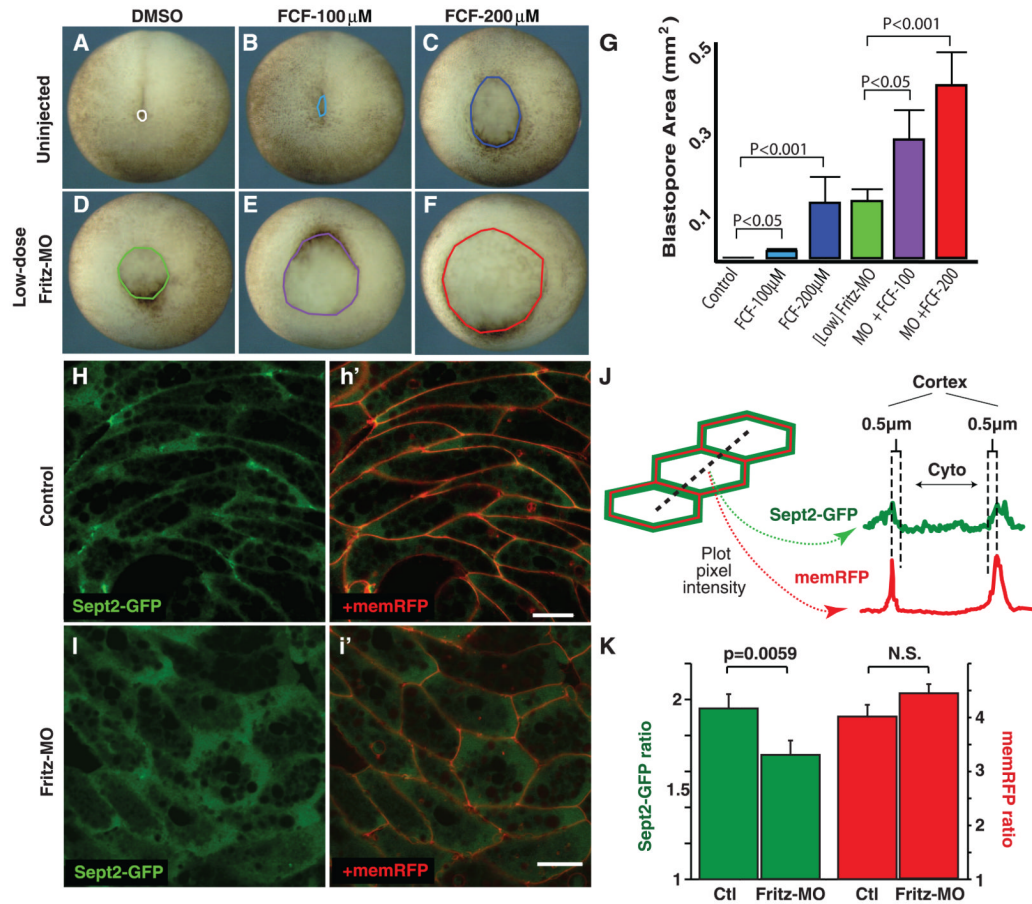 DMSO
FCF-100µM
FCF-200µM
Uninjected
A
B
C
Low-dose
Fritz-MO
D
E
F
G
Blastopore Area (mm²)
0.5
0.3
0.1
P<0.001
P<0.05
P<0.001
P<0.05
Control
FCF-100µM
FCF-200µM
[Low] Fritz-MO
MO + FCF-100
MO +FCF-200
Control
H
Sept2-GFP
h'
+memRFP
Fritz-MO
I
Sept2-GFP
i'
+memRFP
J
Cortex
0.5µm
0.5µm
Cyto
Sept2-GFP
Plot
pixel
intensity
memRFP
K
p=0.0059
N.S.
Sept2-GFP ratio
2
1
1
memRFP ratio
4
3
2
1
Ctl
Fritz-MO
Ctl
Fritz-MO